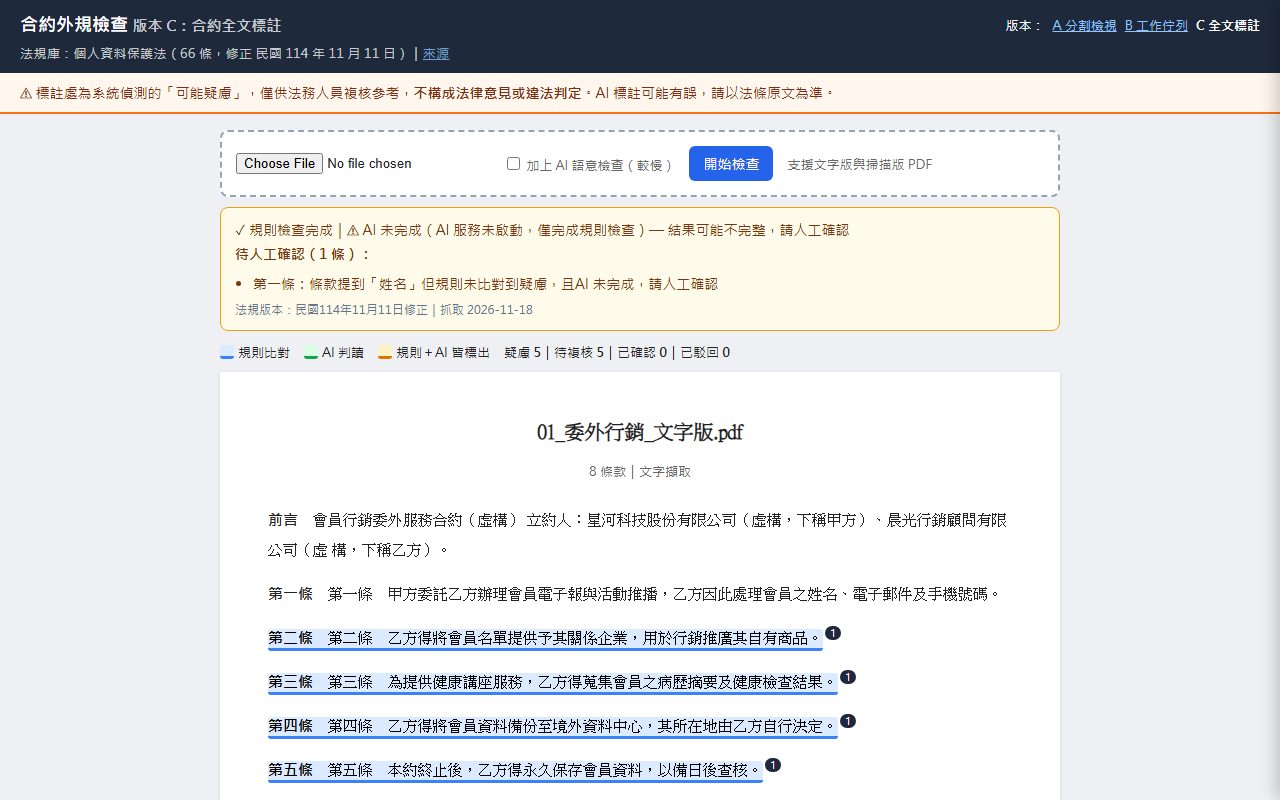 合約外規檢查 版本 C：合約全文標註
版本： A 分割檢視 B 工作佇列 C 全文標註
法規庫：個人資料保護法（66 條，修正 民國 114 年 11 月 11 日）｜來源
⚠ 標註處為系統偵測的「可能疑慮」，僅供法務人員複核參考，不構成法律意見或違法判定。AI 標註可能有誤，請以法條原文為準。
Choose File No file chosen 加上 AI 語意檢查（較慢） 開始檢查 支援文字版與掃描版 PDF
✓ 規則檢查完成｜⚠ AI 未完成（AI 服務未啟動，僅完成規則檢查）— 結果可能不完整，請人工確認
待人工確認（1 條）：
• 第一條：條款提到「姓名」但規則未比對到疑慮，且AI 未完成，請人工確認
法規版本：民國114年11月11日修正｜抓取 2026-11-18
規則比對 AI 判讀 規則＋AI 皆標出 疑慮 5｜待複核 5｜已確認 0｜已駁回 0
01_委外行銷_文字版.pdf
8 條款｜文字擷取
前言 會員行銷委外服務合約（虛構） 立約人：星河科技股份有限公司（虛構，下稱甲方）、晨光行銷顧問有限
公司（虛 構，下稱乙方）。
第一條 第一條 甲方委託乙方辦理會員電子報與活動推播，乙方因此處理會員之姓名、電子郵件及手機號碼。
第二條 第二條 乙方得將會員名單提供予其關係企業，用於行銷推廣其自有商品。 1
第三條 第三條 為提供健康講座服務，乙方得蒐集會員之病歷摘要及健康檢查結果。 1
第四條 第四條 乙方得將會員資料備份至境外資料中心，其所在地由乙方自行決定。 1
第五條 第五條 本約終止後，乙方得永久保存會員資料，以備日後查核。 1